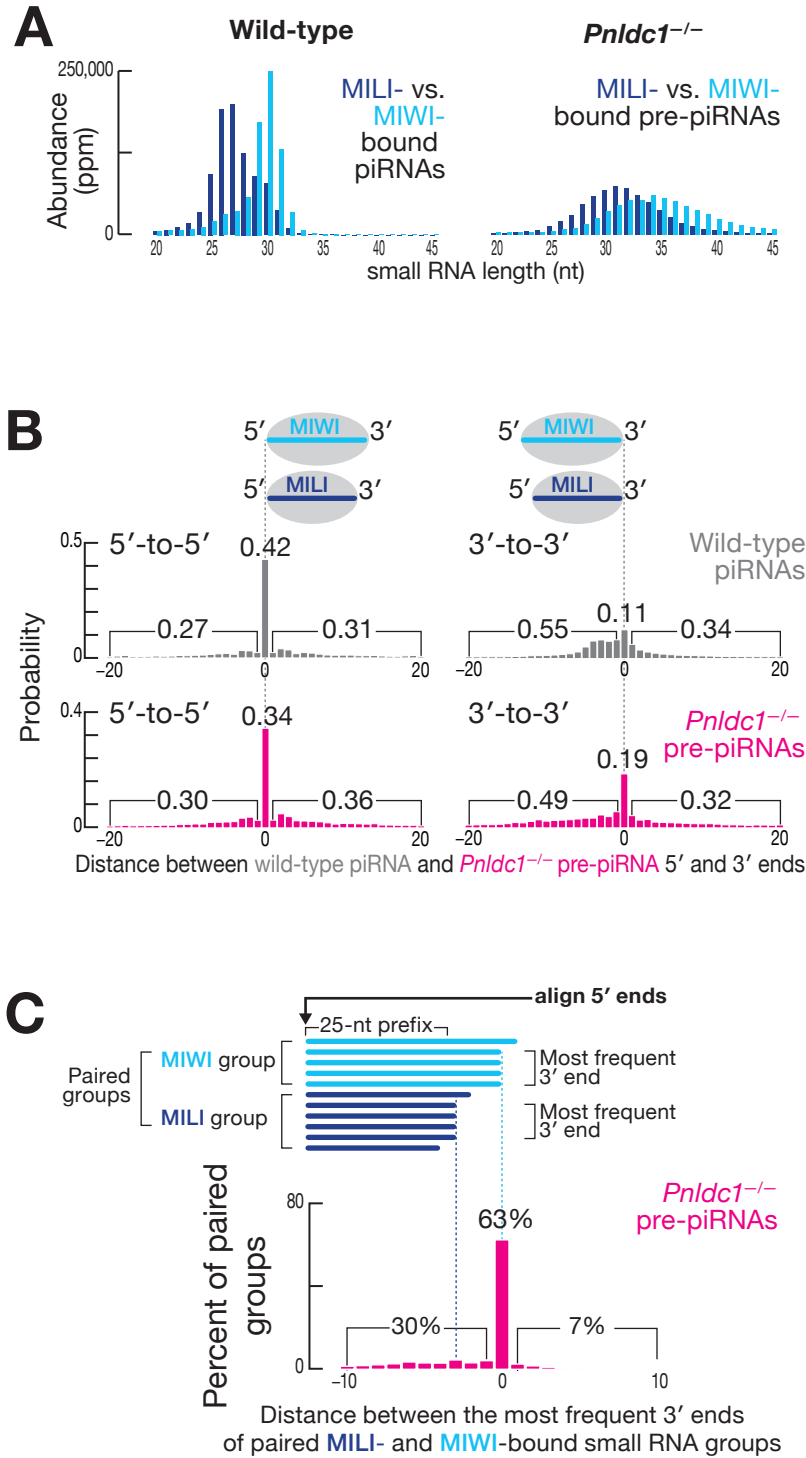 A
Wild-type
Pnldc1−/−
250,000
0
Abundance
(ppm)
MILI- vs.
MIWI-
bound
piRNAs
MILI- vs. MIWI-
bound pre-piRNAs
20 25 30 35 40 45
20 25 30 35 40 45
small RNA length (nt)
B
5′ MIWI 3′
5′ MIWI 3′
5′ MILI 3′
5′ MILI 3′
Probability
0.5
0
5′-to-5′
0.42
0.27
0.31
−20 0 20
3′-to-3′
Wild-type
piRNAs
0.11
0.55
0.34
−20 0 20
0.4
0
5′-to-5′
0.34
0.30
0.36
−20 0 20
3′-to-3′
Pnldc1−/−
pre-piRNAs
0.19
0.49
0.32
−20 0 20
Distance between wild-type piRNA and Pnldc1−/− pre-piRNA 5′ and 3′ ends
C
align 5′ ends
25-nt prefix
Paired
groups
MIWI group
Most frequent
3′ end
MILI group
Most frequent
3′ end
Percent of paired
groups
80
0
Pnldc1−/−
pre-piRNAs
63%
30%
7%
−10 0 10
Distance between the most frequent 3′ ends
of paired MILI- and MIWI-bound small RNA groups